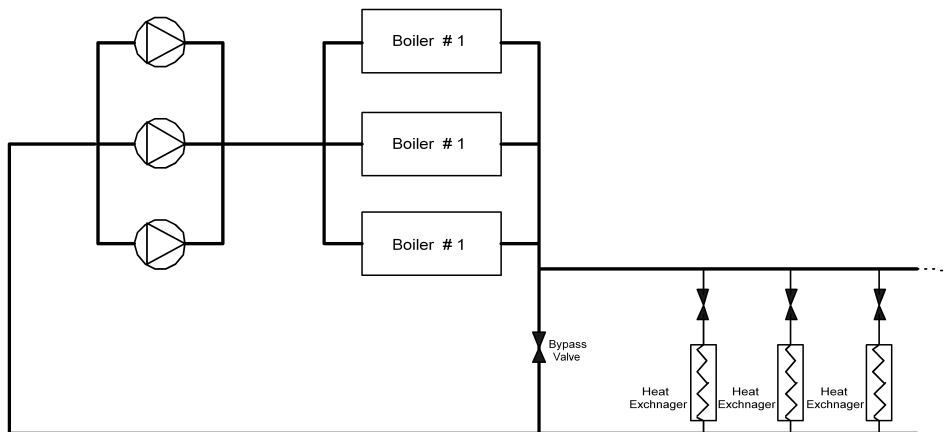 Boiler # 1
Boiler # 1
Boiler # 1
Bypass
Valve
Heat
Exchnager
Heat
Exchnager
Heat
Exchnager